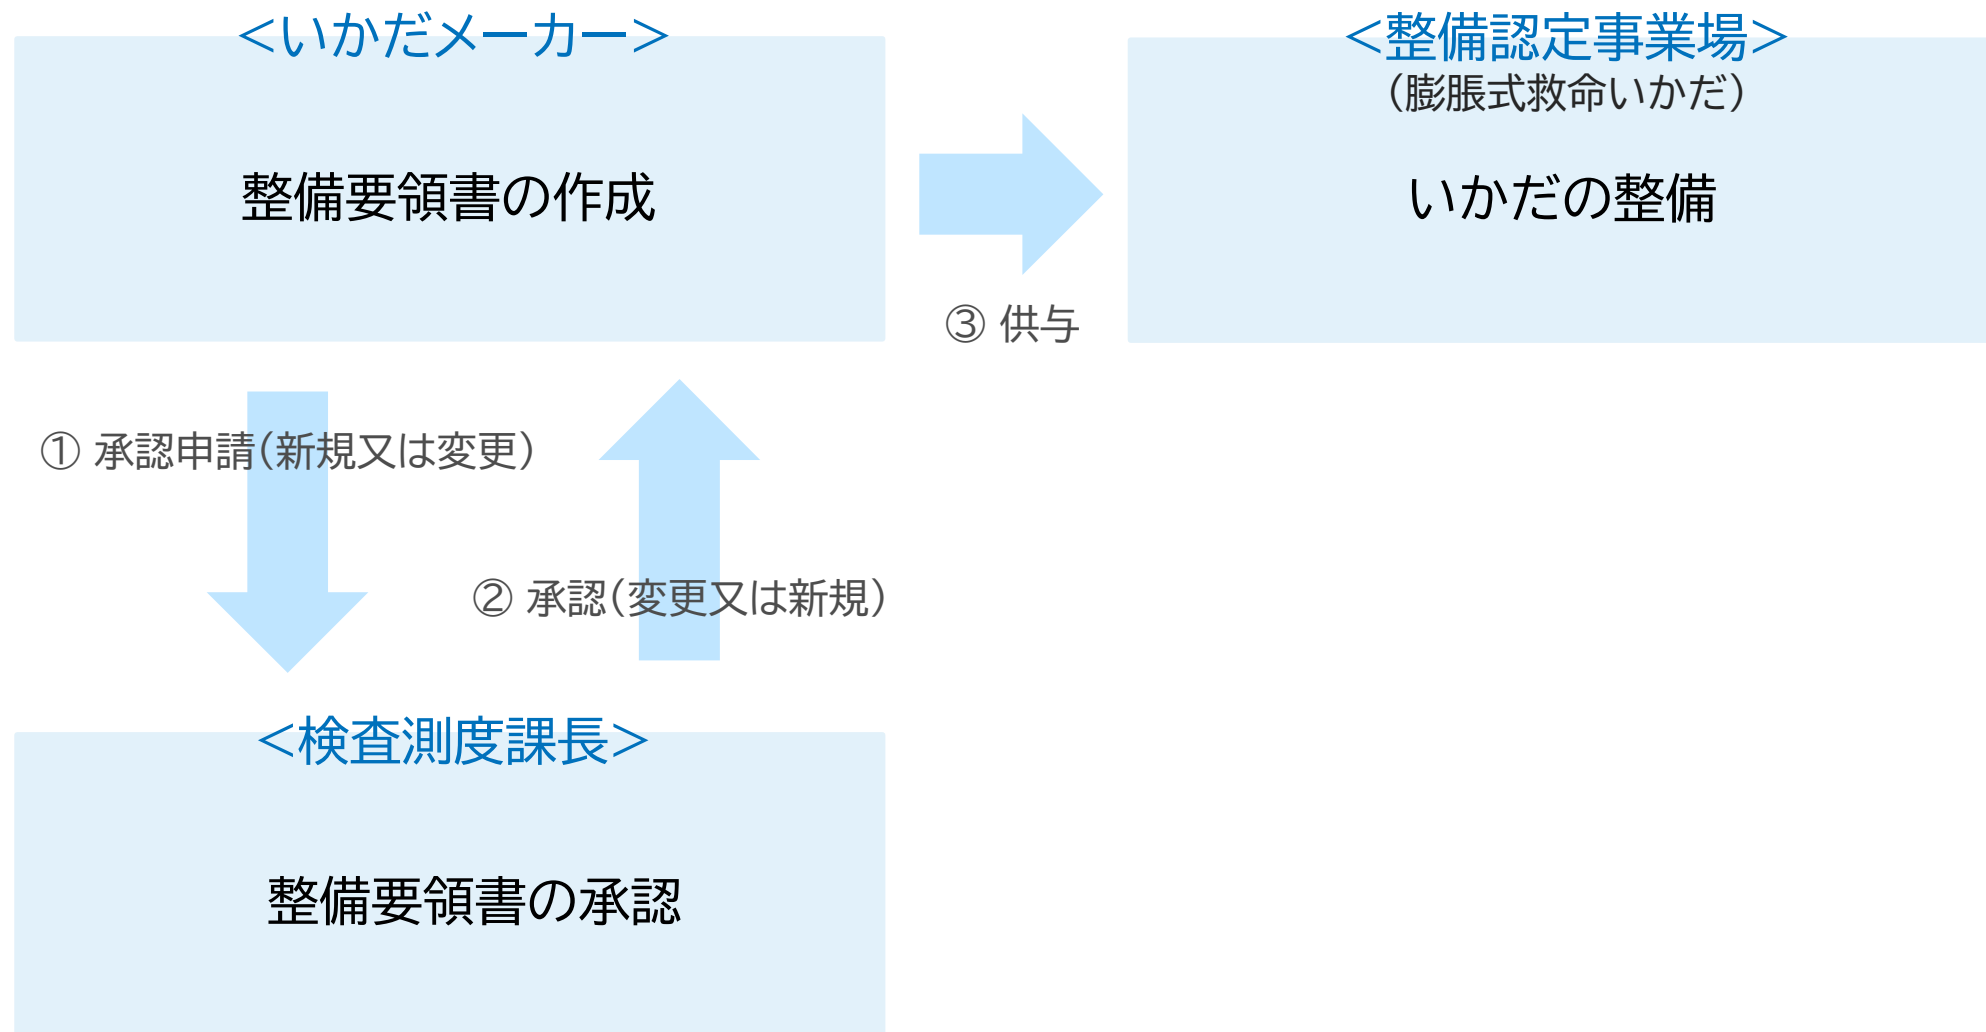 <いかだメーカー>
整備要領書の作成
③ 供与
<整備認定事業場>
(膨脹式救命いかだ)
いかだの整備
① 承認申請(新規又は変更)
② 承認(変更又は新規)
<検査測度課長>
整備要領書の承認